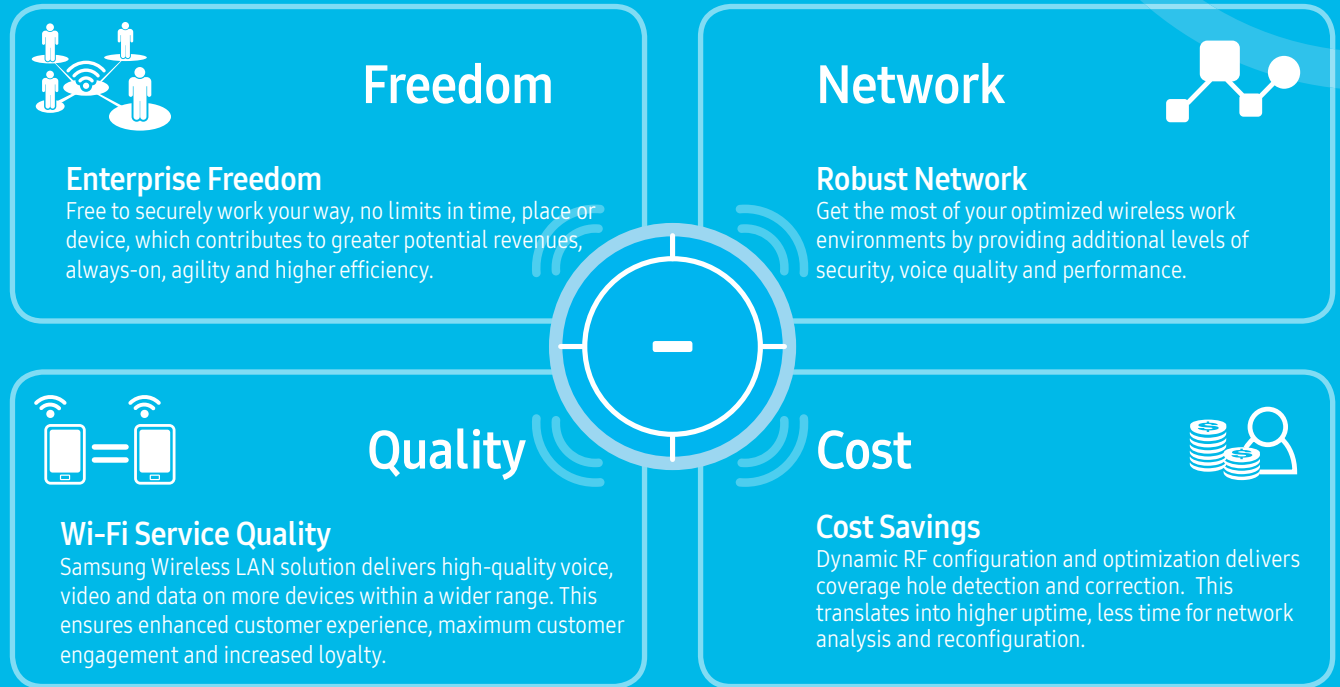 Freedom
Enterprise Freedom
Free to securely work your way, no limits in time, place or
device, which contributes to greater potential revenues,
always-on, agility and higher efficiency.
Network
Robust Network
Get the most of your optimized wireless work
environments by providing additional levels of
security, voice quality and performance.
-
Quality
Wi-Fi Service Quality
Samsung Wireless LAN solution delivers high-quality voice,
video and data on more devices within a wider range. This
ensures enhanced customer experience, maximum customer
engagement and increased loyalty.
Cost
$
$
Cost Savings
Dynamic RF configuration and optimization delivers
coverage hole detection and correction. This
translates into higher uptime, less time for network
analysis and reconfiguration.